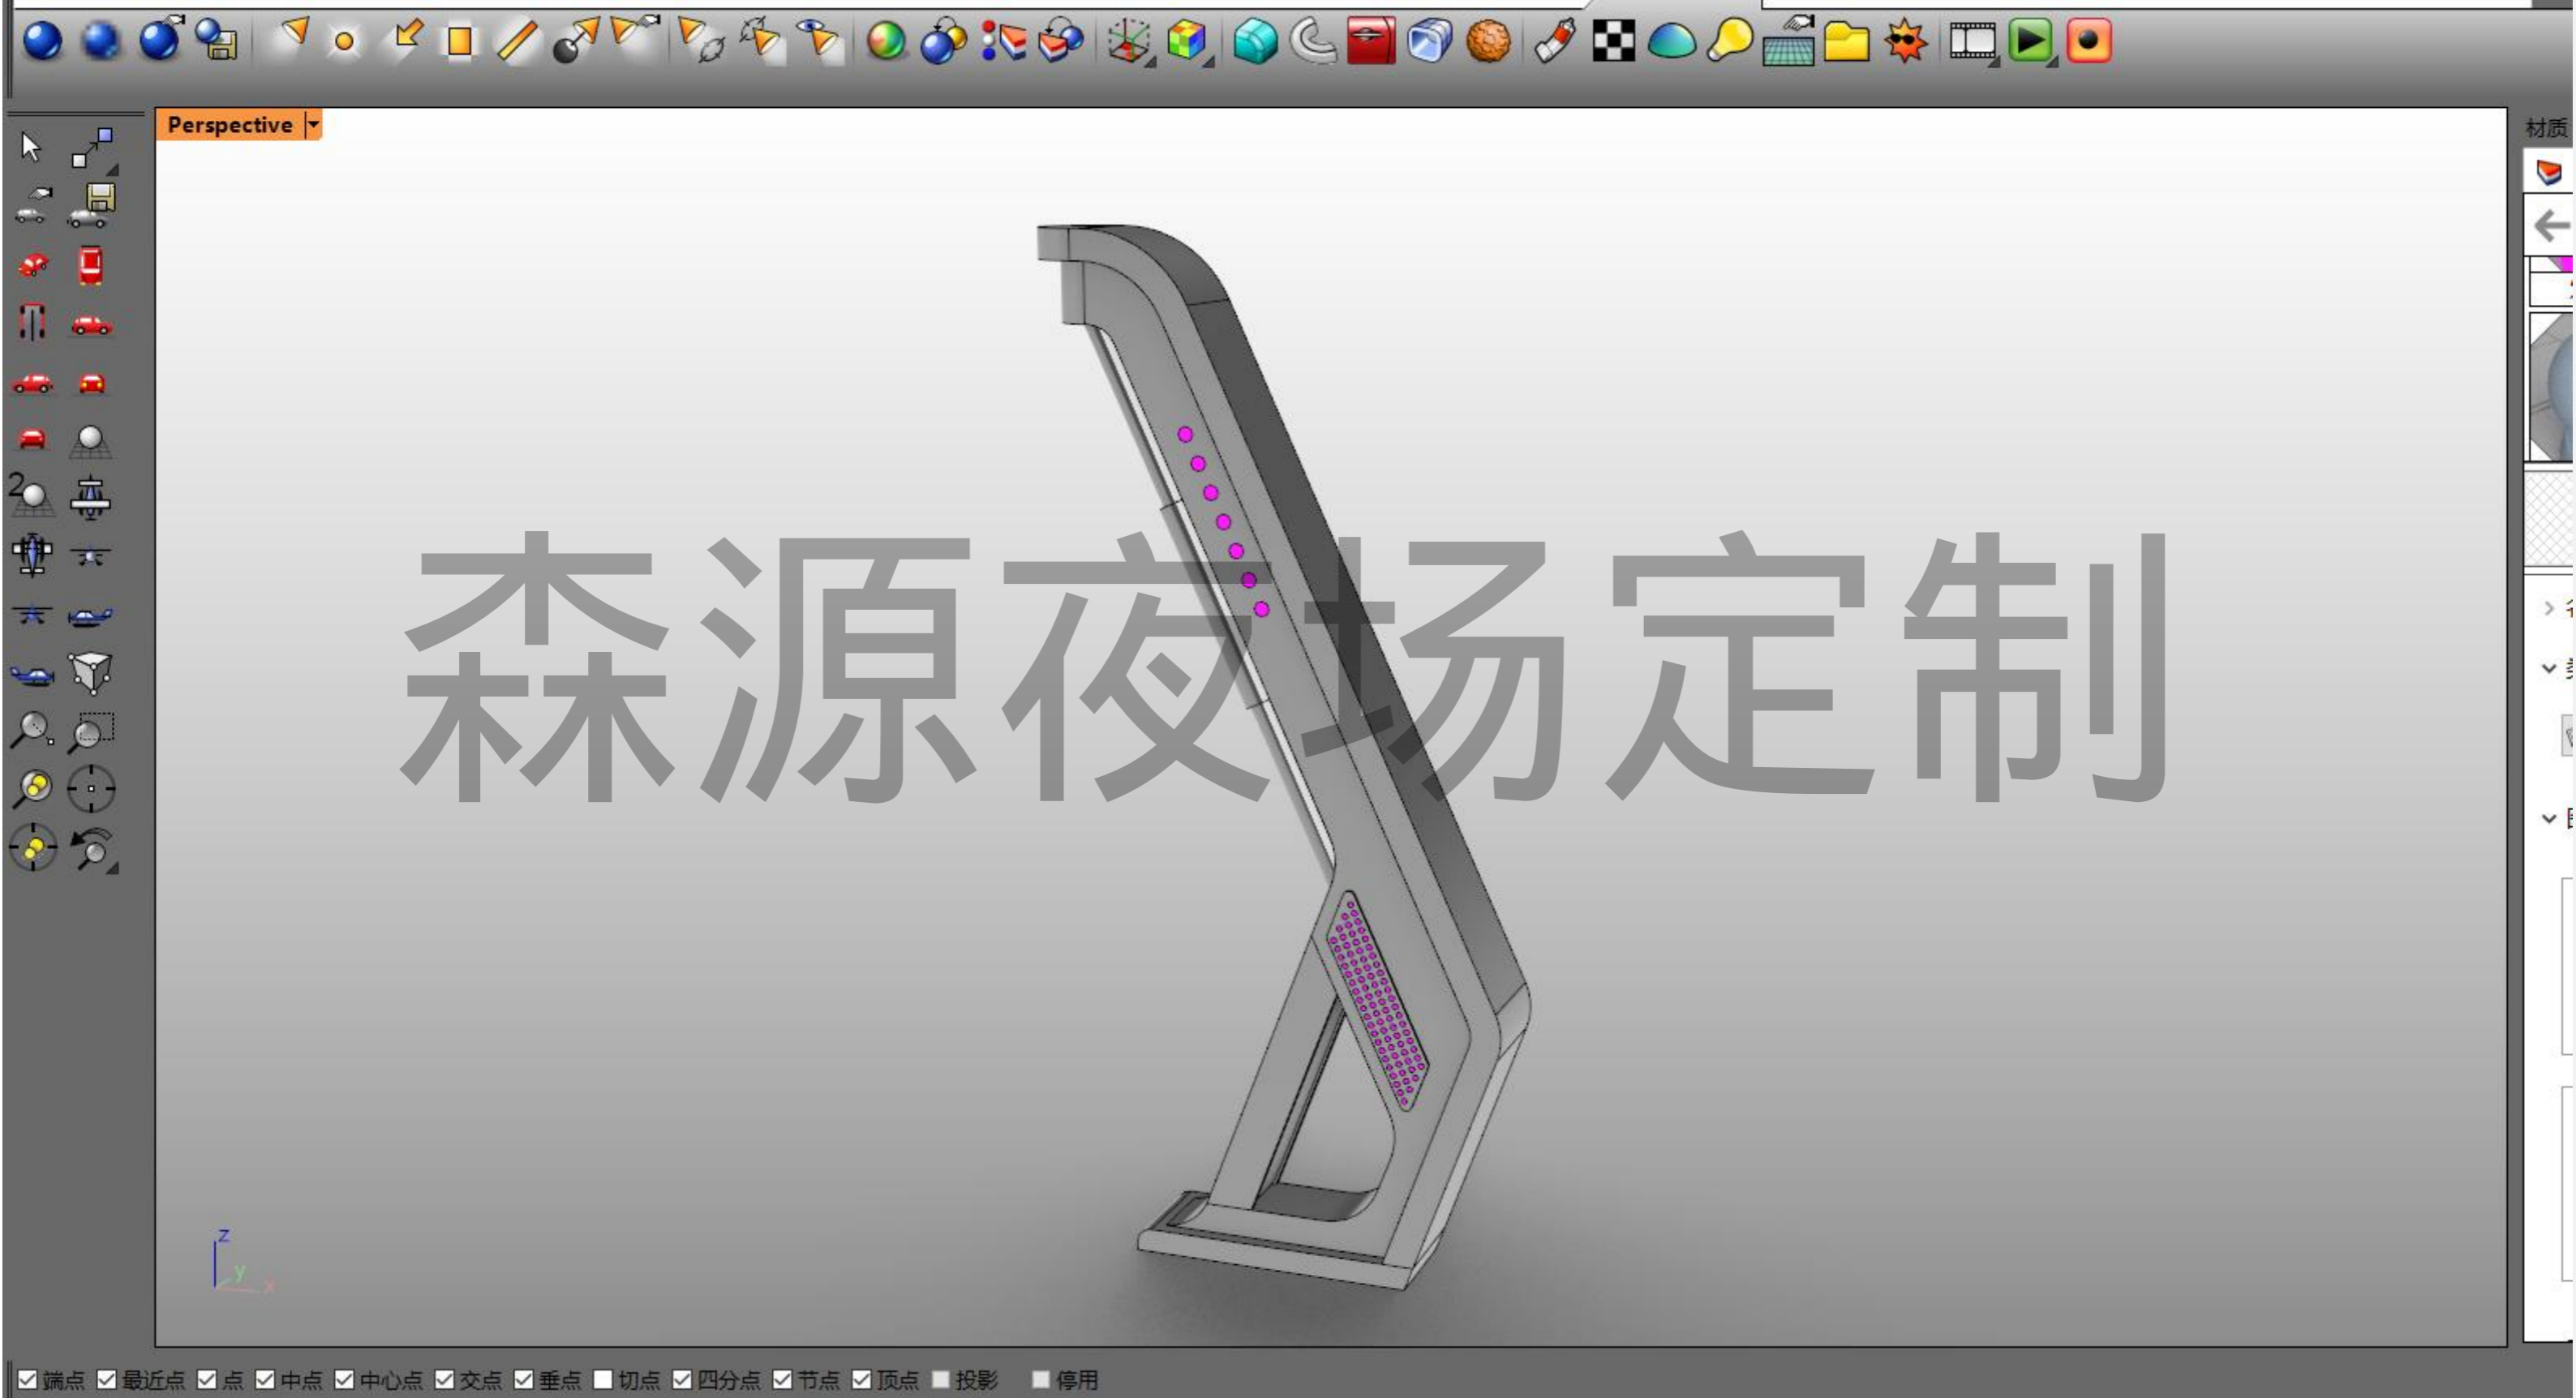 Perspective
材质
2
森源夜场定制
z
y
x
端点 最近点 点 中点 中心点 交点 垂点 切点 四分点 节点 顶点 投影 停用